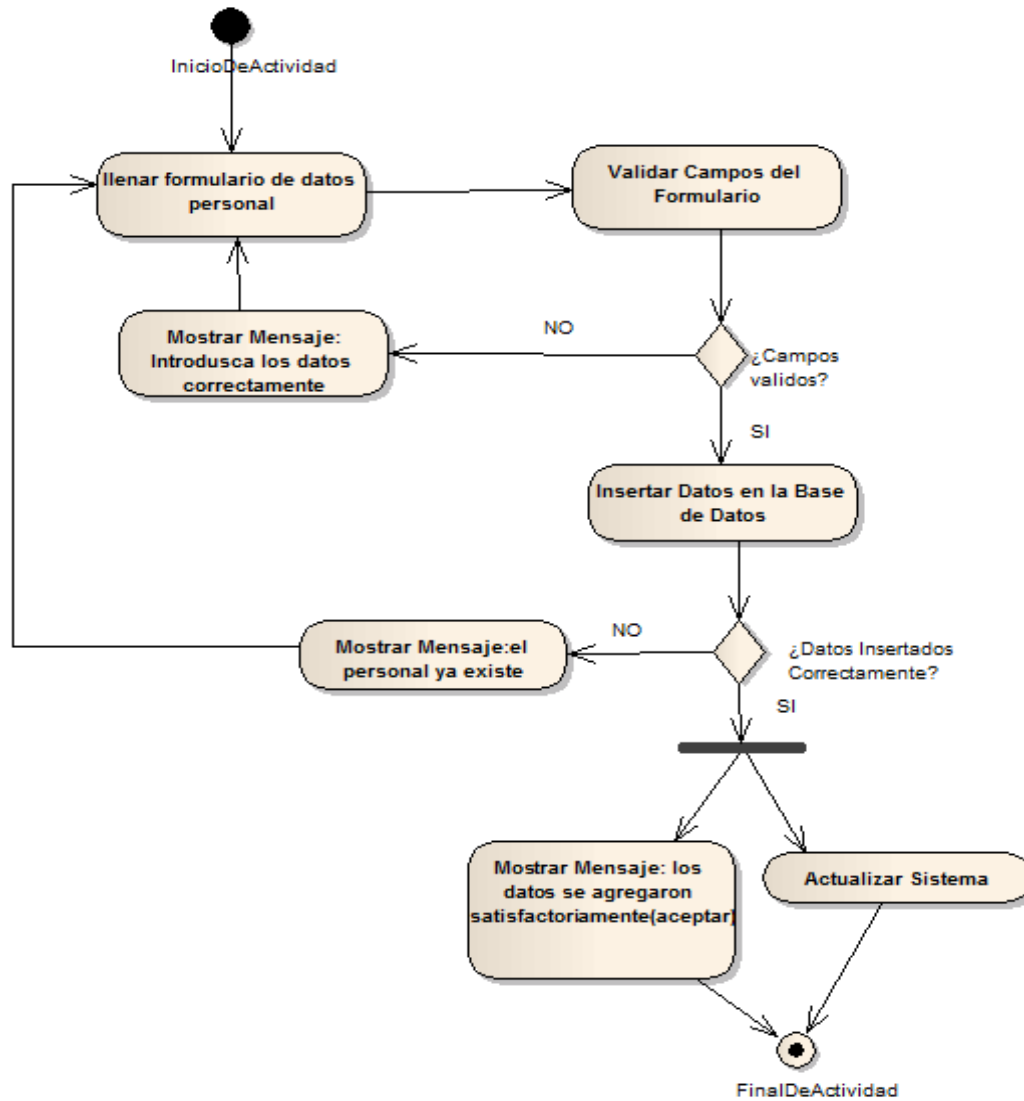 InicioDeActividad
llenar formulario de datos
personal
Validar Campos del
Formulario
Mostrar Mensaje:
Introdusca los datos
correctamente
NO
¿Campos
validos?
SI
Insertar Datos en la Base
de Datos
Mostrar Mensaje:el
personal ya existe
NO
¿Datos Insertados
Correctamente?
SI
Mostrar Mensaje: los
datos se agregaron
satisfactoriamente(aceptar)
Actualizar Sistema
FinalDeActividad